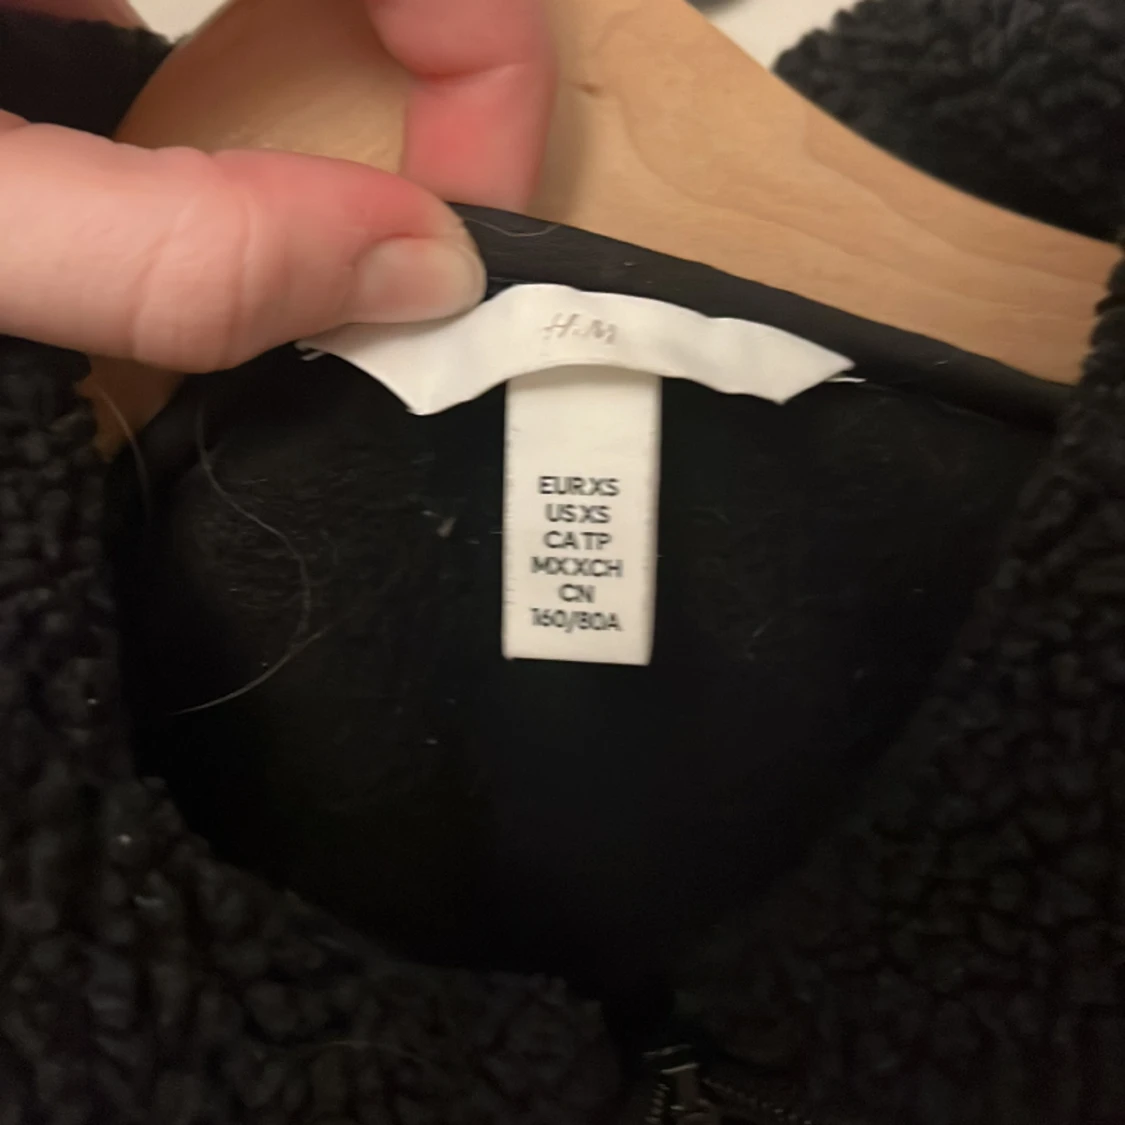 H&M
EUR XS
US XS
CA TP
MX XCH
CN
160/80A